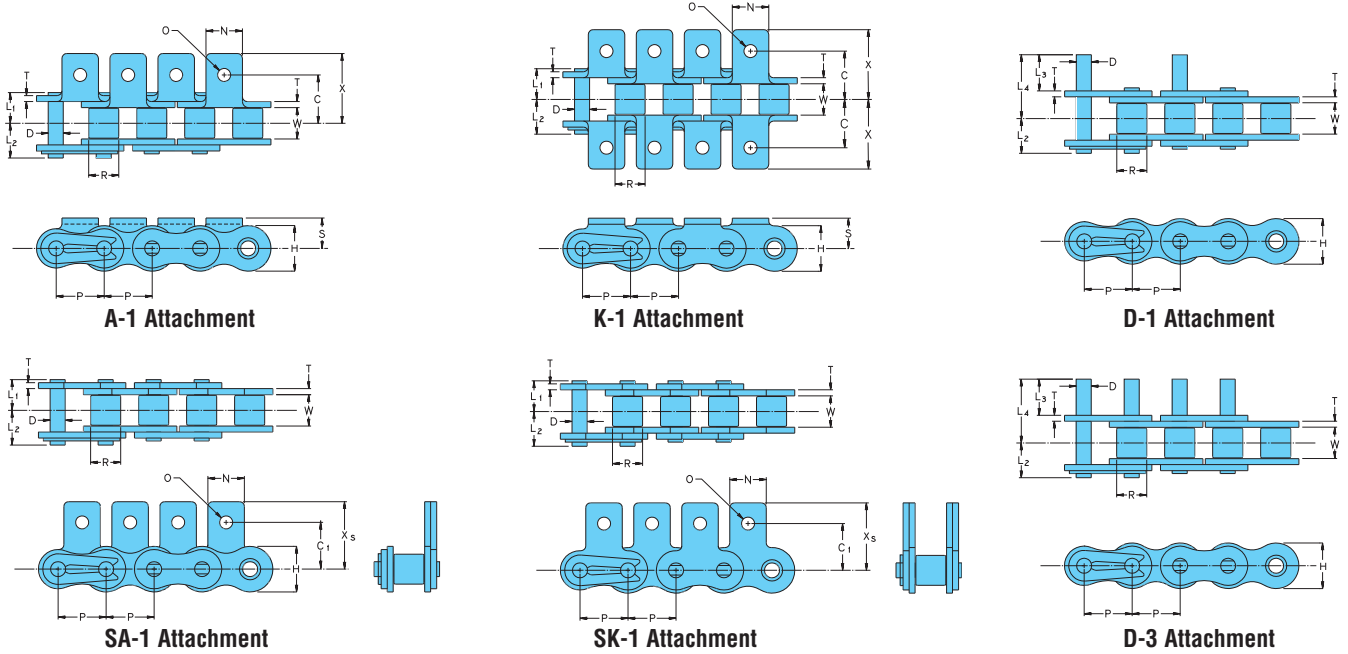 O N
T T
L1 X
C
D W
L2
R
S
H
P P
A-1 Attachment
O N
T T
L1 C X
D W
L2 C X
R
S
H
P P
K-1 Attachment
L3 D
T T
L4
W
L2
R
H
P P
D-1 Attachment
T T
L1
D W
L2
R
O N
Xs
C1
H
P P
SA-1 Attachment
T T
L1
D W
L2
R
O N
Xs
C1
P P
SK-1 Attachment
L3 D
T T
L4
W
L2
R
H
P P
D-3 Attachment